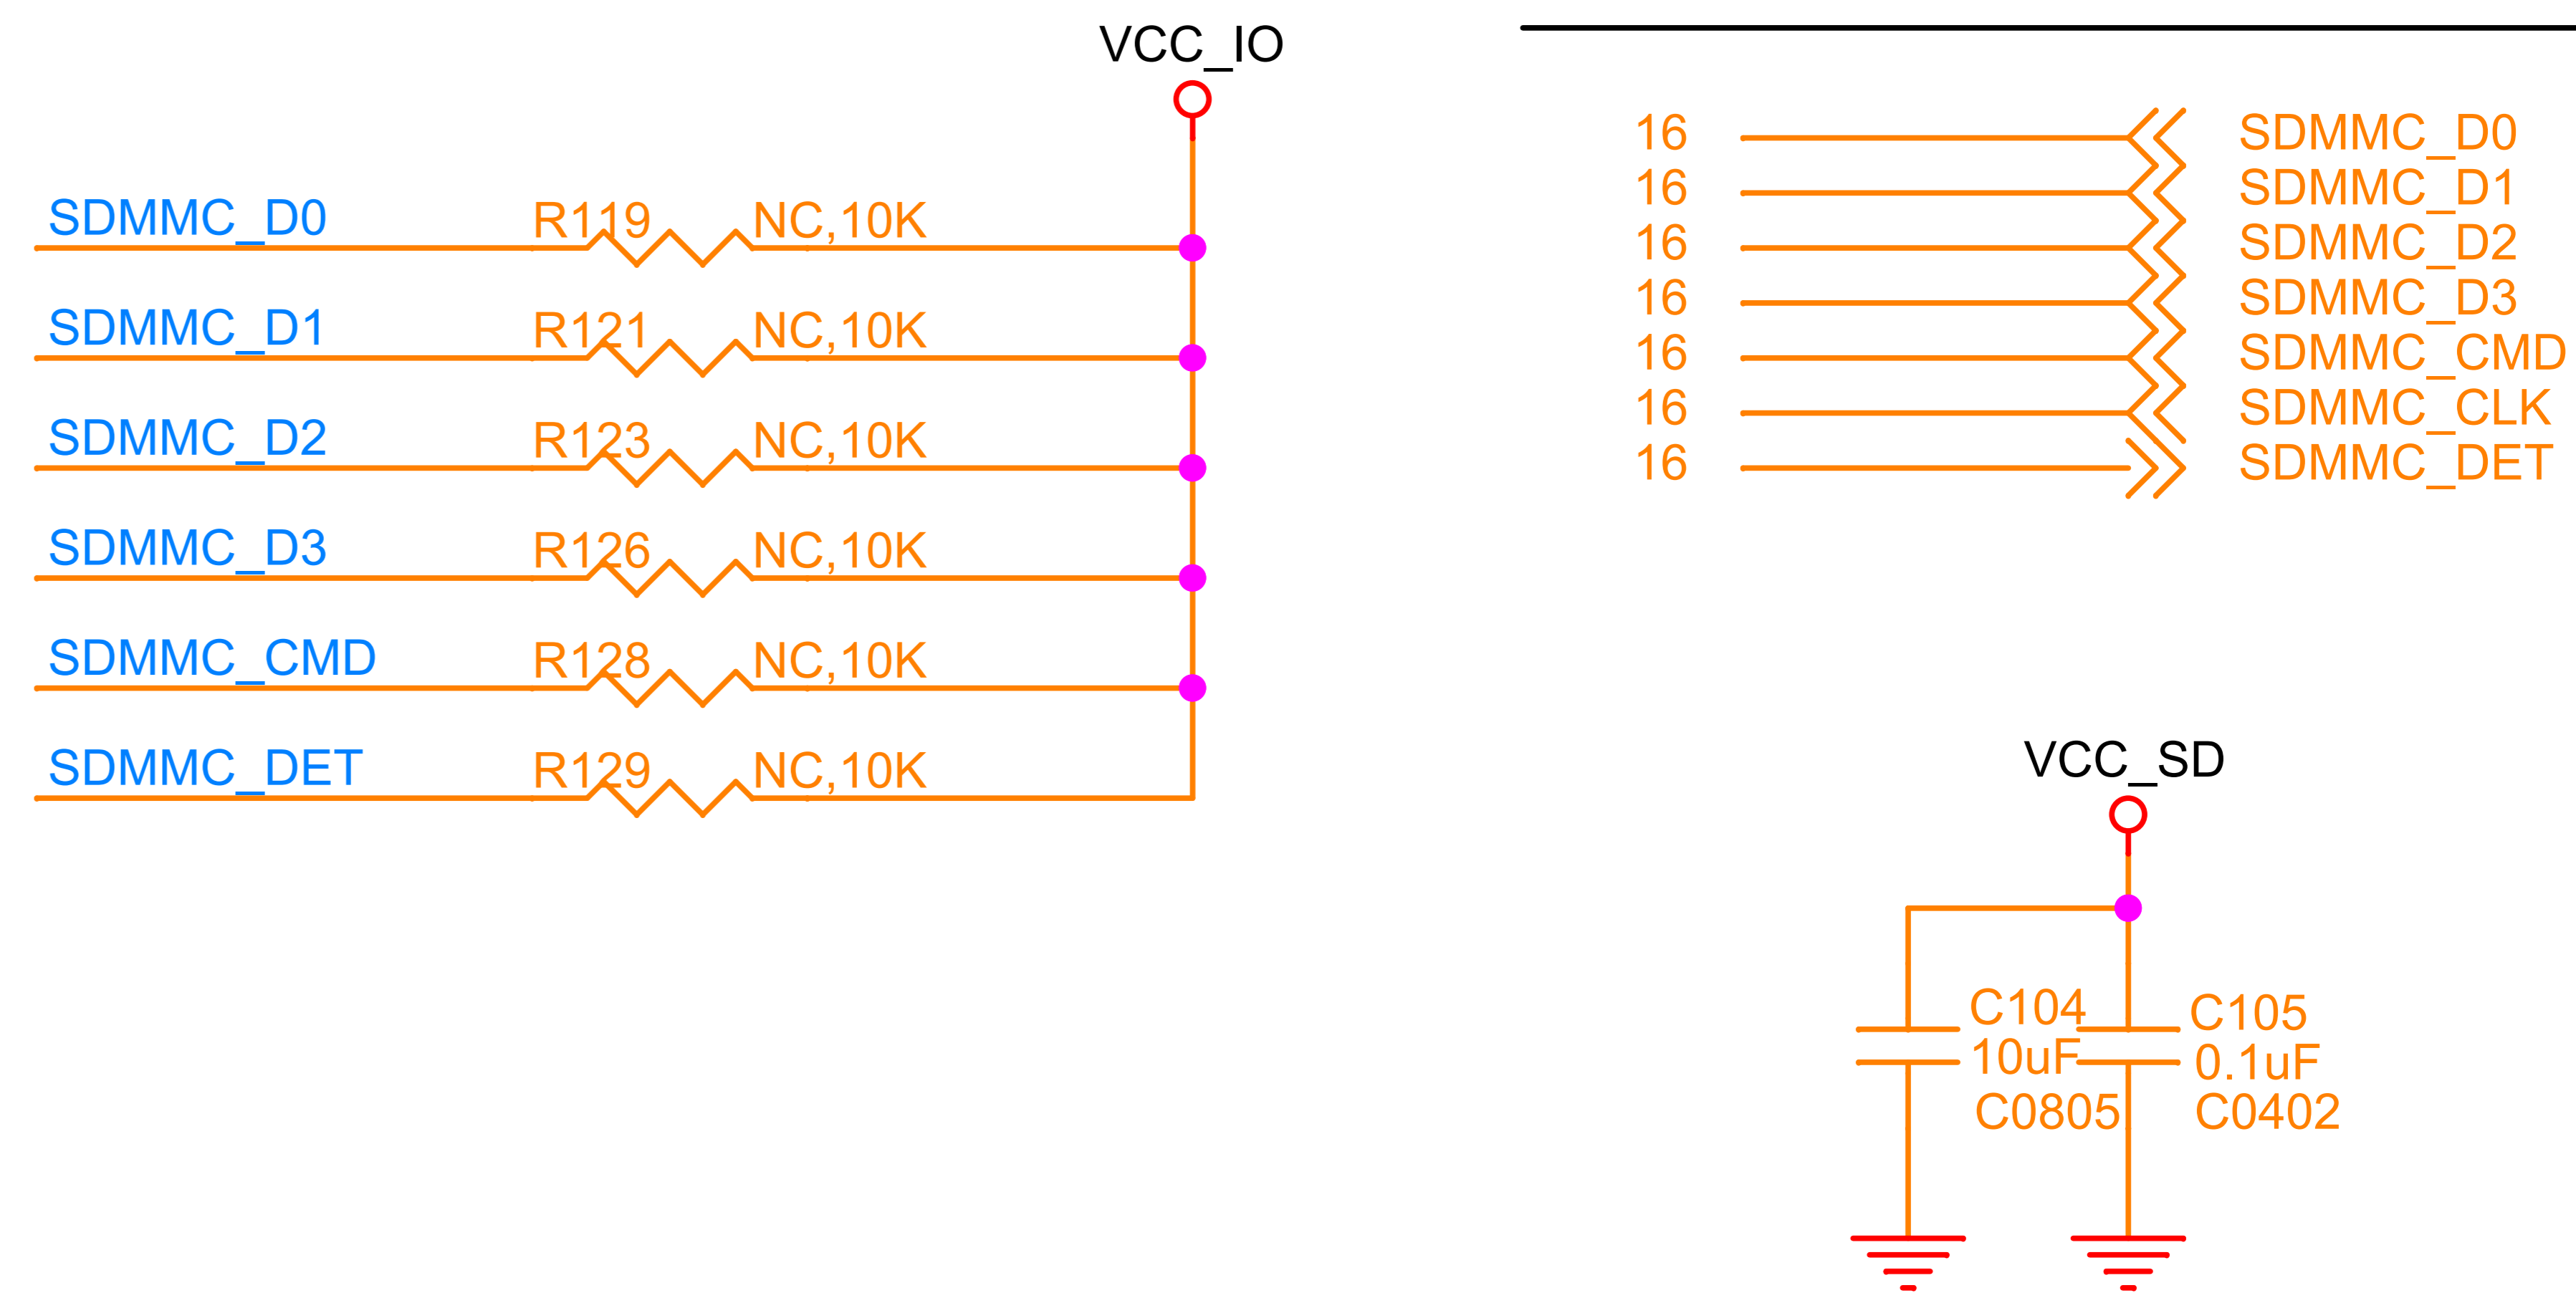 VCC_IO
SDMMC_D0 R119 NC,10K
SDMMC_D1 R121 NC,10K
SDMMC_D2 R123 NC,10K
SDMMC_D3 R126 NC,10K
SDMMC_CMD R128 NC,10K
SDMMC_DET R129 NC,10K
16 SDMMC_D0
16 SDMMC_D1
16 SDMMC_D2
16 SDMMC_D3
16 SDMMC_CMD
16 SDMMC_CLK
16 SDMMC_DET
VCC_SD
C104
10uF
C0805
C105
0.1uF
C0402